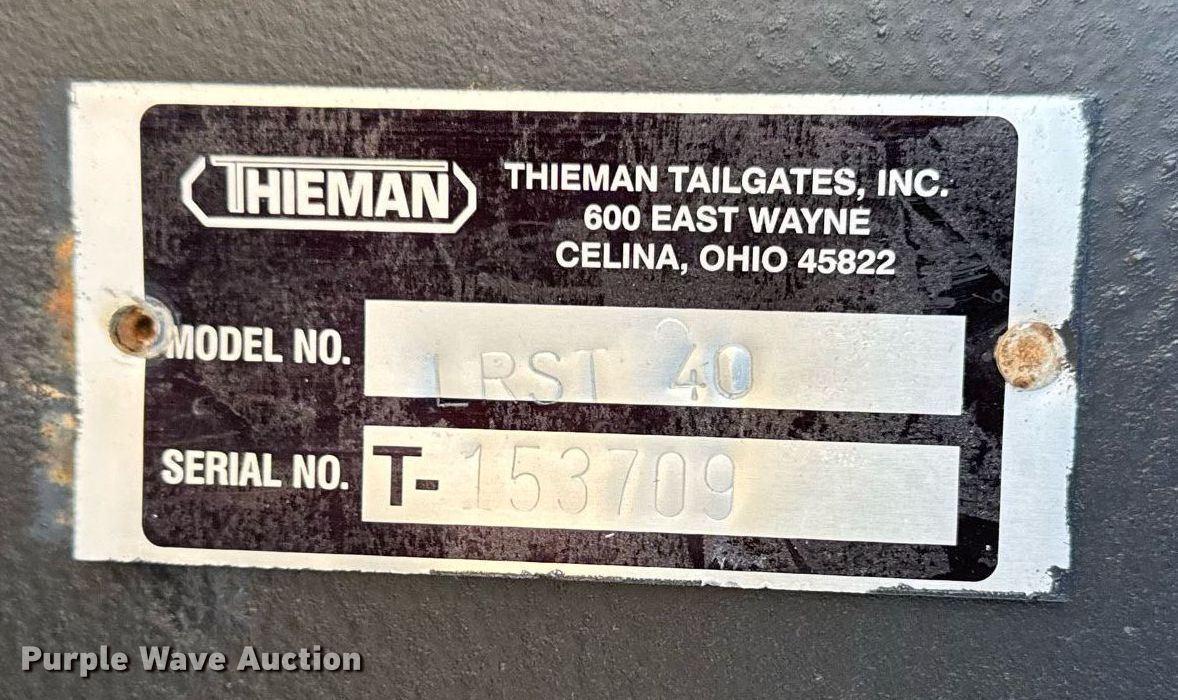 THIEMAN
THIEMAN TAILGATES, INC.
600 EAST WAYNE
CELINA, OHIO 45822
MODEL NO. LRST 40
SERIAL NO. T-153709
Purple Wave Auction